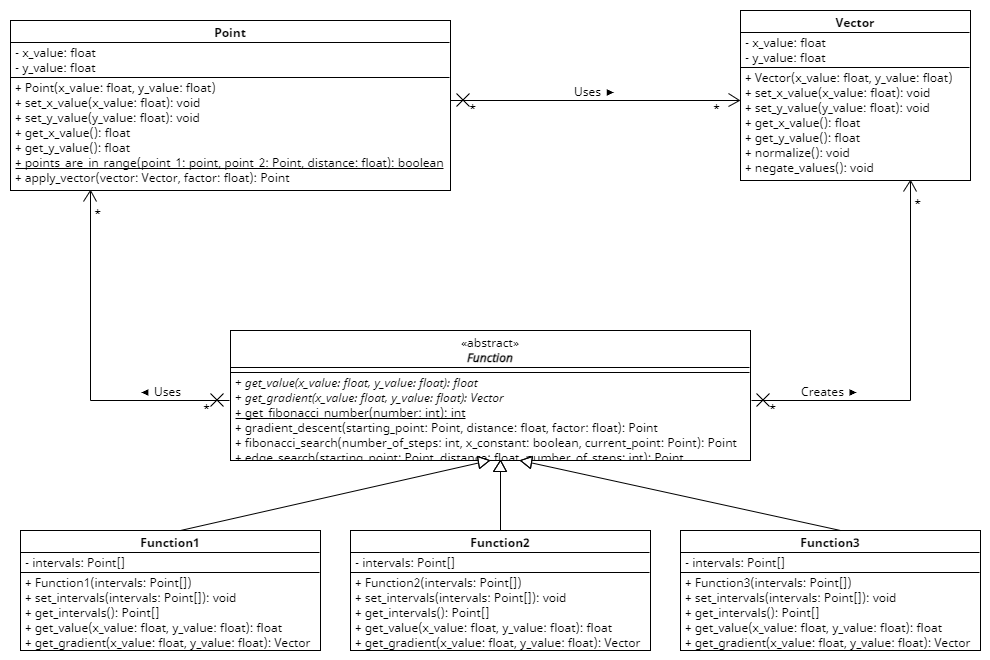 Point
- x_value: float
- y_value: float
+ Point(x_value: float, y_value: float)
+ set_x_value(x_value: float): void
+ set_y_value(y_value: float): void
+ get_x_value(): float
+ get_y_value(): float
+ points_are_in_range(point_1: point, point_2: Point, distance: float): boolean
+ apply_vector(vector: Vector, factor: float): Point
Uses ►
*
*
Vector
- x_value: float
- y_value: float
+ Vector(x_value: float, y_value: float)
+ set_x_value(x_value: float): void
+ set_y_value(y_value: float): void
+ get_x_value(): float
+ get_y_value(): float
+ normalize(): void
+ negate_values(): void
*
*
◄ Uses
*
«abstract»
Function
+ get_value(x_value: float, y_value: float): float
+ get_gradient(x_value: float, y_value: float): Vector
+ get_fibonacci_number(number: int): int
+ gradient_descent(starting_point: Point, distance: float, factor: float): Point
+ fibonacci_search(number_of_steps: int, x_constant: boolean, current_point: Point): Point
+ edge_search(starting_point: Point, distance: float, number_of_steps: int): Point
Creates ►
*
Function1
- intervals: Point[]
+ Function1(intervals: Point[])
+ set_intervals(intervals: Point[]): void
+ get_intervals(): Point[]
+ get_value(x_value: float, y_value: float): float
+ get_gradient(x_value: float, y_value: float): Vector
Function2
- intervals: Point[]
+ Function2(intervals: Point[])
+ set_intervals(intervals: Point[]): void
+ get_intervals(): Point[]
+ get_value(x_value: float, y_value: float): float
+ get_gradient(x_value: float, y_value: float): Vector
Function3
- intervals: Point[]
+ Function3(intervals: Point[])
+ set_intervals(intervals: Point[]): void
+ get_intervals(): Point[]
+ get_value(x_value: float, y_value: float): float
+ get_gradient(x_value: float, y_value: float): Vector